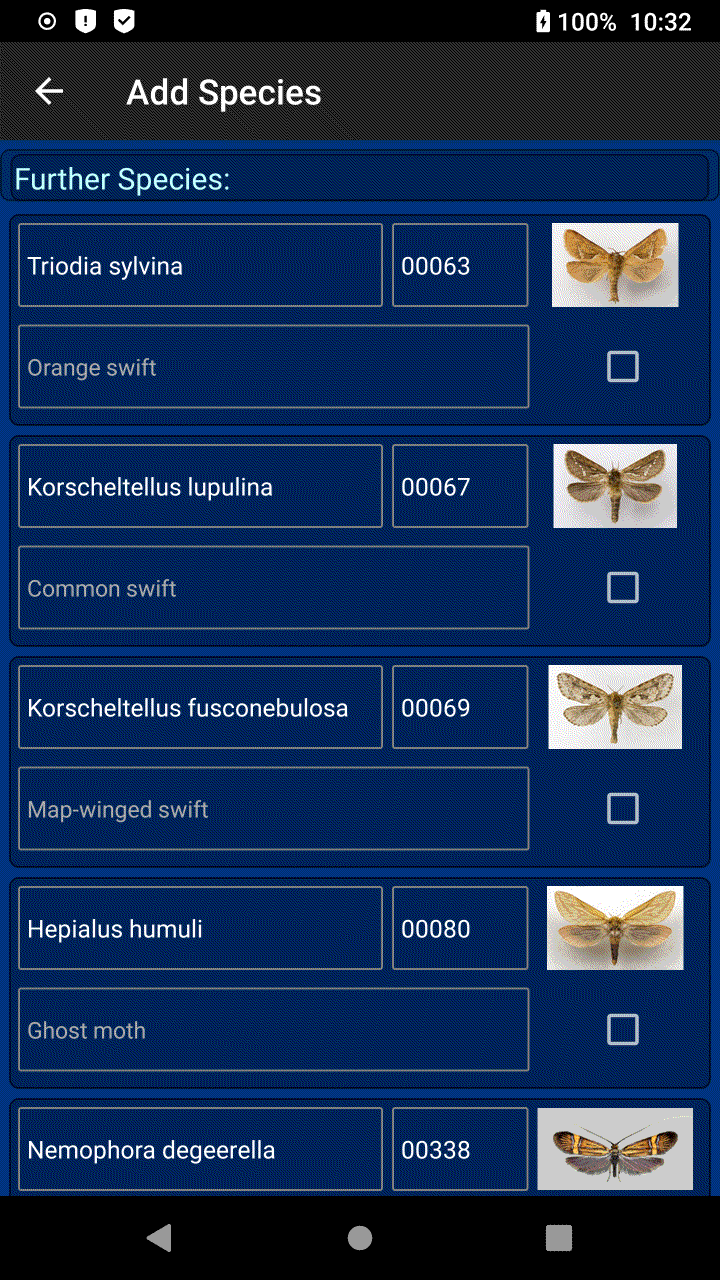 100% 10:32
Add Species
Further Species:
Triodia sylvina 00063
Orange swift
Korscheltellus lupulina 00067
Common swift
Korscheltellus fusconebulosa 00069
Map-winged swift
Hepialus humuli 00080
Ghost moth
Nemophora degeerella 00338